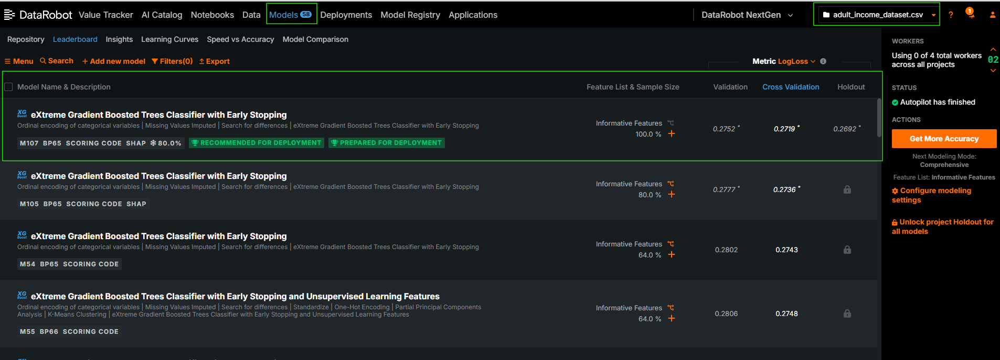 DataRobot Value Tracker AI Catalog Notebooks Data Models 58 Deployments Model Registry Applications DataRobot NextGen adult_income_dataset.csv ? 1
Repository Leaderboard Insights Learning Curves Speed vs Accuracy Model Comparison
Menu Search + Add new model Filters(0) Export
Metric LogLoss
Model Name & Description Feature List & Sample Size Validation Cross Validation Holdout
XG Boost eXtreme Gradient Boosted Trees Classifier with Early Stopping
Ordinal encoding of categorical variables | Missing Values Imputed | Search for differences | eXtreme Gradient Boosted Trees Classifier with Early Stopping
M107 BP65 SCORING CODE SHAP 80.0% RECOMMENDED FOR DEPLOYMENT PREPARED FOR DEPLOYMENT
Informative Features
100.0 % +
0.2752 * 0.2719 * 0.2692 *
XG Boost eXtreme Gradient Boosted Trees Classifier with Early Stopping
Ordinal encoding of categorical variables | Missing Values Imputed | Search for differences | eXtreme Gradient Boosted Trees Classifier with Early Stopping
M105 BP65 SCORING CODE SHAP
Informative Features
80.0 % +
0.2777 * 0.2736 *
XG Boost eXtreme Gradient Boosted Trees Classifier with Early Stopping
Ordinal encoding of categorical variables | Missing Values Imputed | Search for differences | eXtreme Gradient Boosted Trees Classifier with Early Stopping
M54 BP65 SCORING CODE
Informative Features
64.0 % +
0.2802 0.2743
XG Boost eXtreme Gradient Boosted Trees Classifier with Early Stopping and Unsupervised Learning Features
Ordinal encoding of categorical variables | Missing Values Imputed | Search for differences | Standardize | One-Hot Encoding | Partial Principal Components
Analysis | K-Means Clustering | eXtreme Gradient Boosted Trees Classifier with Early Stopping and Unsupervised Learning Features
M55 BP66 SCORING CODE
Informative Features
64.0 % +
0.2806 0.2748
WORKERS
Using 0 of 4 total workers
across all projects
02
STATUS
Autopilot has finished
ACTIONS
Get More Accuracy
Next Modeling Mode:
Comprehensive
Feature List: Informative Features
Configure modeling
settings
Unlock project Holdout for
all models